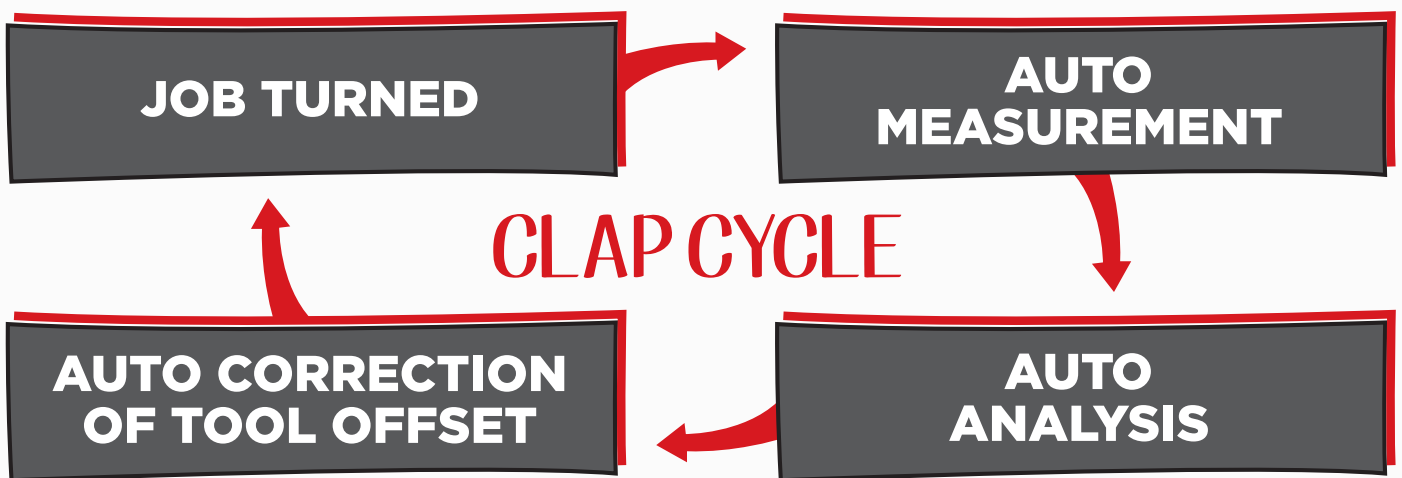 JOB TURNED
AUTO
MEASUREMENT
CLAP CYCLE
AUTO CORRECTION
OF TOOL OFFSET
AUTO
ANALYSIS